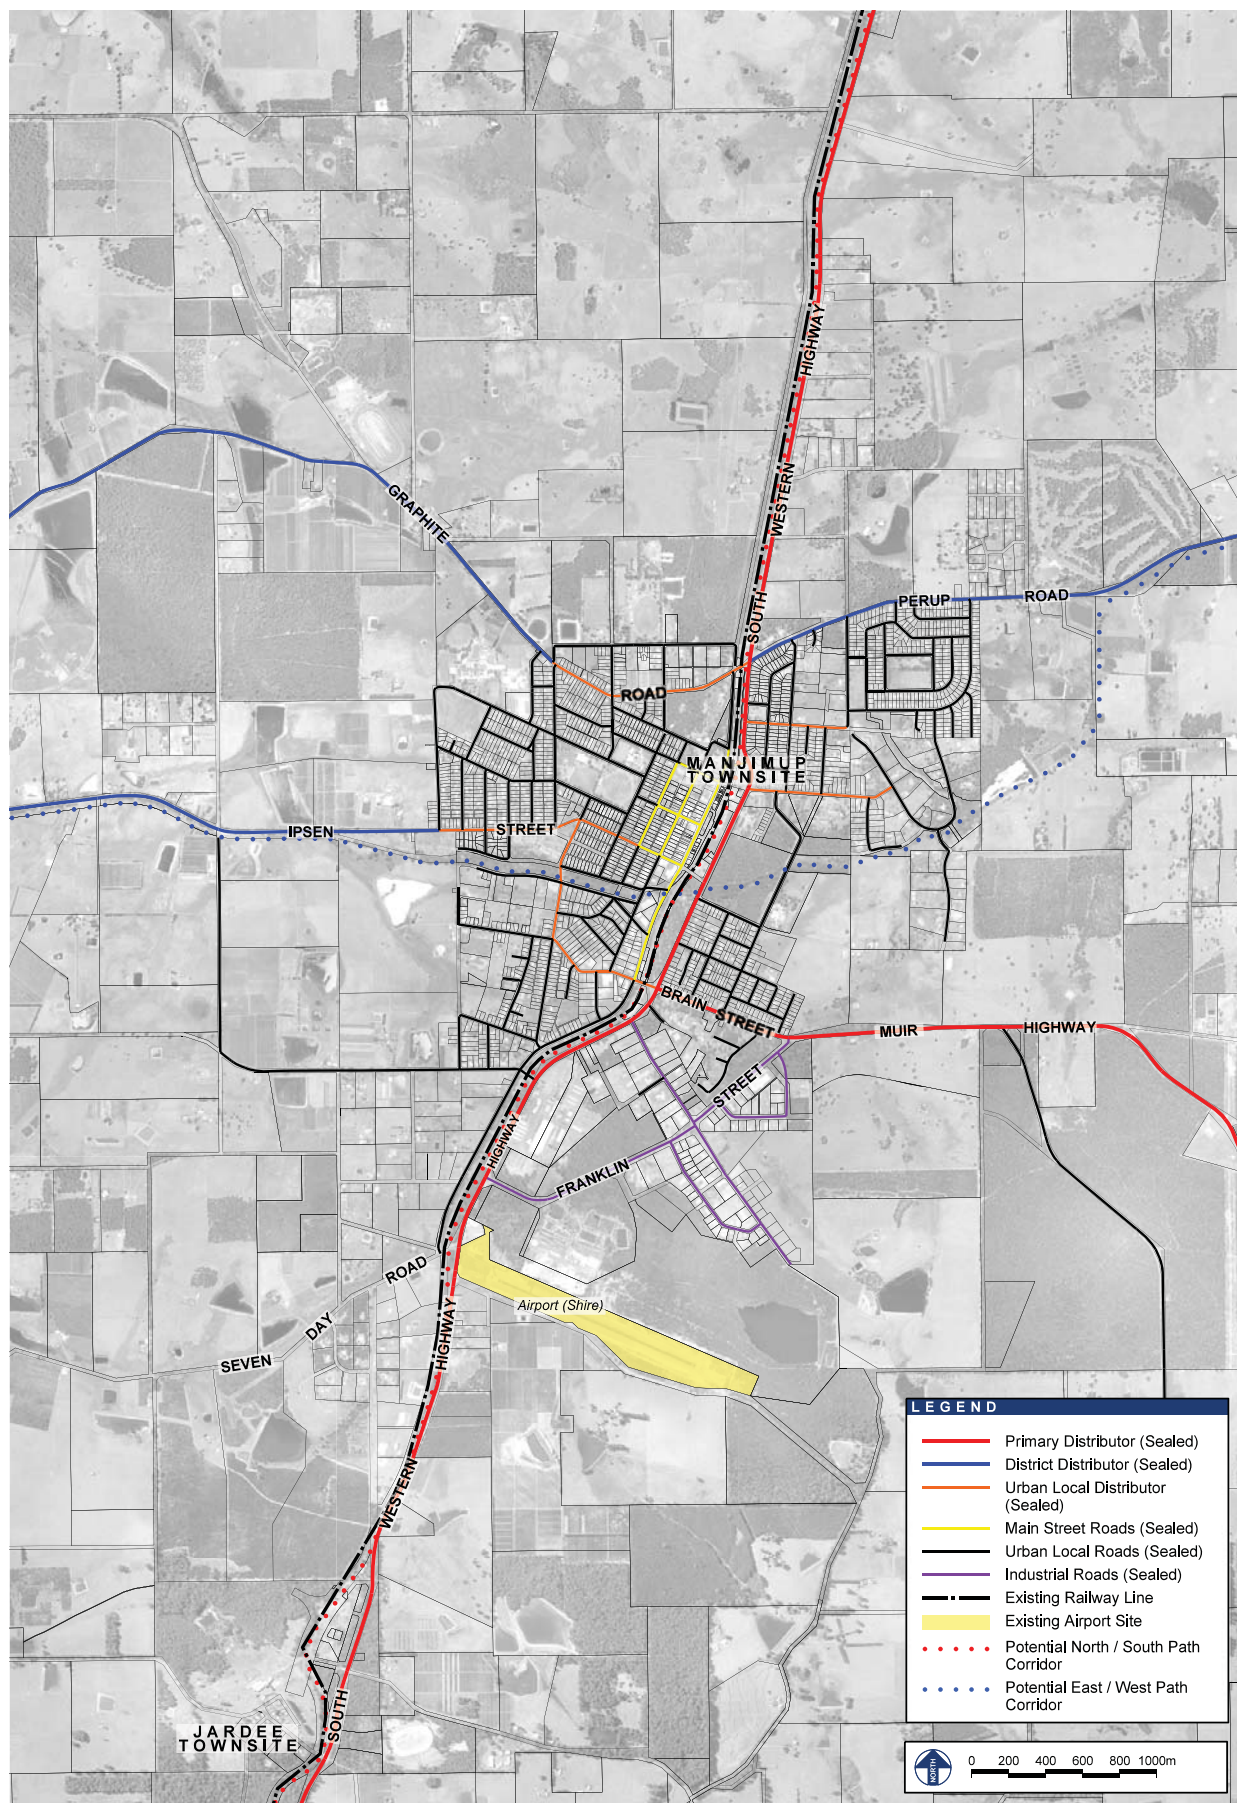 HIGHWAY
WESTERN
SOUTH
GRAPHITE
ROAD
PERUP
ROAD
MANJIMUP
TOWNSITE
IPSEN
STREET
BRAIN
STREET
MUIR
HIGHWAY
STREET
FRANKLIN
HIGHWAY
SEVEN
DAY
ROAD
Airport (Shire)
HIGHWAY
WESTERN
SOUTH
JARDEE
TOWNSITE
LEGEND
Primary Distributor (Sealed)
District Distributor (Sealed)
Urban Local Distributor
(Sealed)
Main Street Roads (Sealed)
Urban Local Roads (Sealed)
Industrial Roads (Sealed)
Existing Railway Line
Existing Airport Site
Potential North / South Path
Corridor
Potential East / West Path
Corridor
NORTH
0 200 400 600 800 1000m